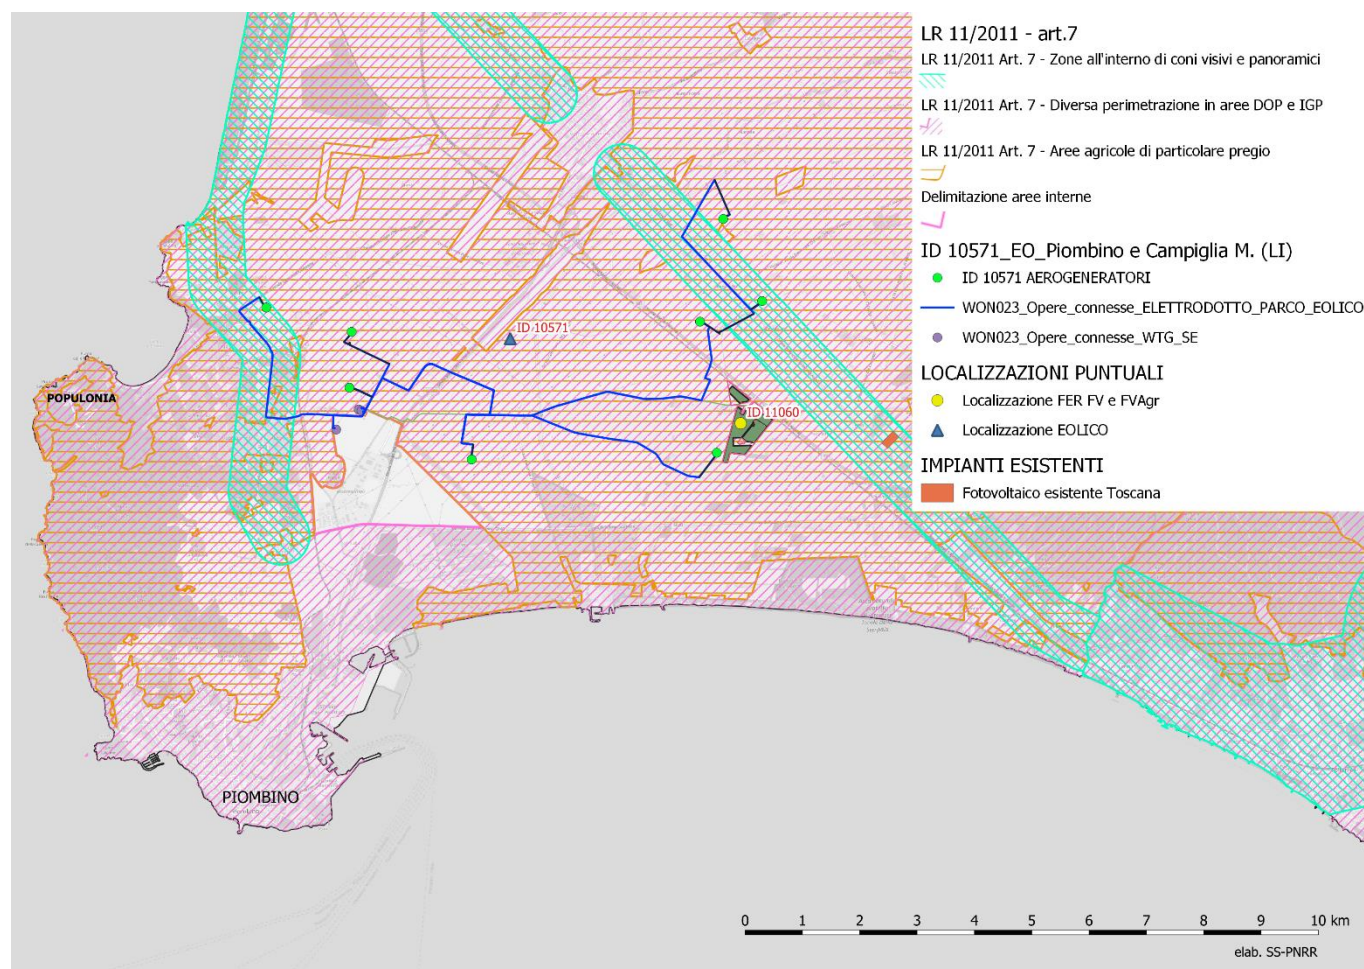 LR 11/2011 - art.7
LR 11/2011 Art. 7 - Zone all'interno di coni visivi e panoramici
LR 11/2011 Art. 7 - Diversa perimetrazione in aree DOP e IGP
LR 11/2011 Art. 7 - Aree agricole di particolare pregio
Delimitazione aree interne
ID 10571_EO_Piombino e Campiglia M. (LI)
ID 10571 AEROGENERATORI
WON023_Opere_connesse_ELETTRODOTTO_PARCO_EOLICO
WON023_Opere_connesse_WTG_SE
LOCALIZZAZIONI PUNTUALI
Localizzazione FER FV e FVAgr
Localizzazione EOLICO
IMPIANTI ESISTENTI
Fotovoltaico esistente Toscana
ID 10571
POPULONIA
ID 11060
PIOMBINO
0 1 2 3 4 5 6 7 8 9 10 km
elab. SS-PNRR